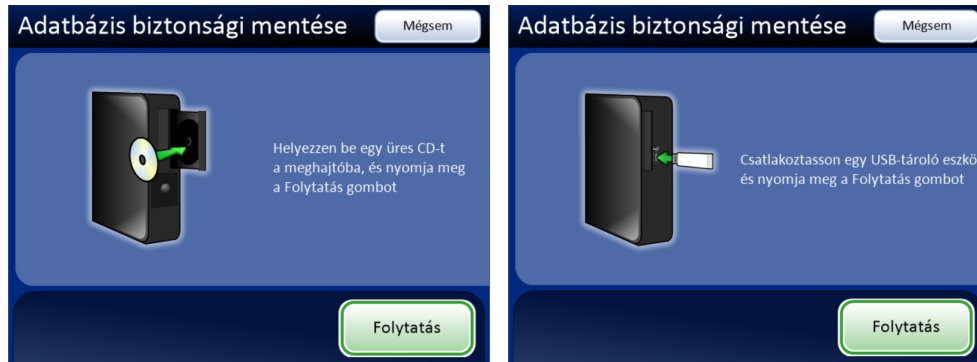 Adatbázis biztonsági mentése
Mégsem
Helyezzen be egy üres CD-t
a meghajtóba, és nyomja meg
a Folytatás gombot
Folytatás
Adatbázis biztonsági mentése
Mégsem
Csatlakoztasson egy USB-tároló eszkö
és nyomja meg a Folytatás gombot
Folytatás